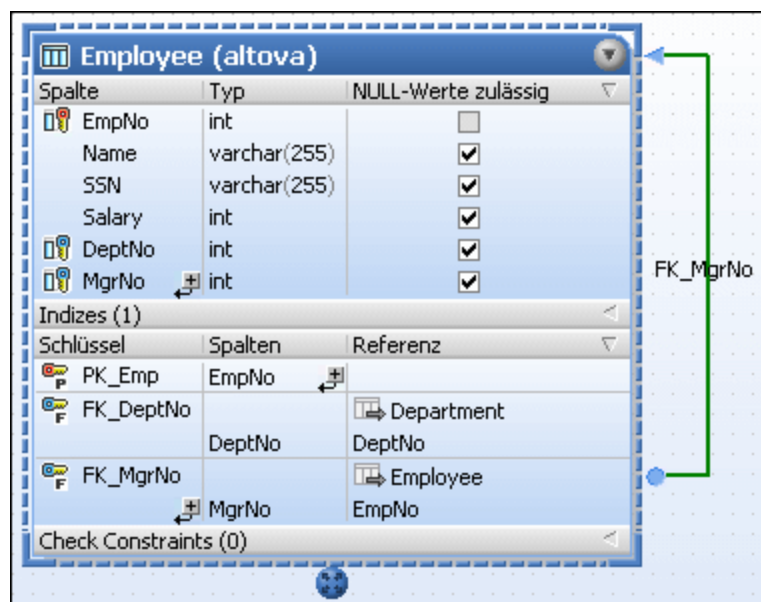 Employee (altova)
Spalte Typ NULL-Werte zulässig
EmpNo int
Name varchar(255)
SSN varchar(255)
Salary int
DeptNo int
MgrNo int
FK_MgrNo
Indizes (1)
Schlüssel Spalten Referenz
P PK_Emp EmpNo
F FK_DeptNo Department
DeptNo DeptNo
F FK_MgrNo Employee
MgrNo EmpNo
Check Constraints (0)